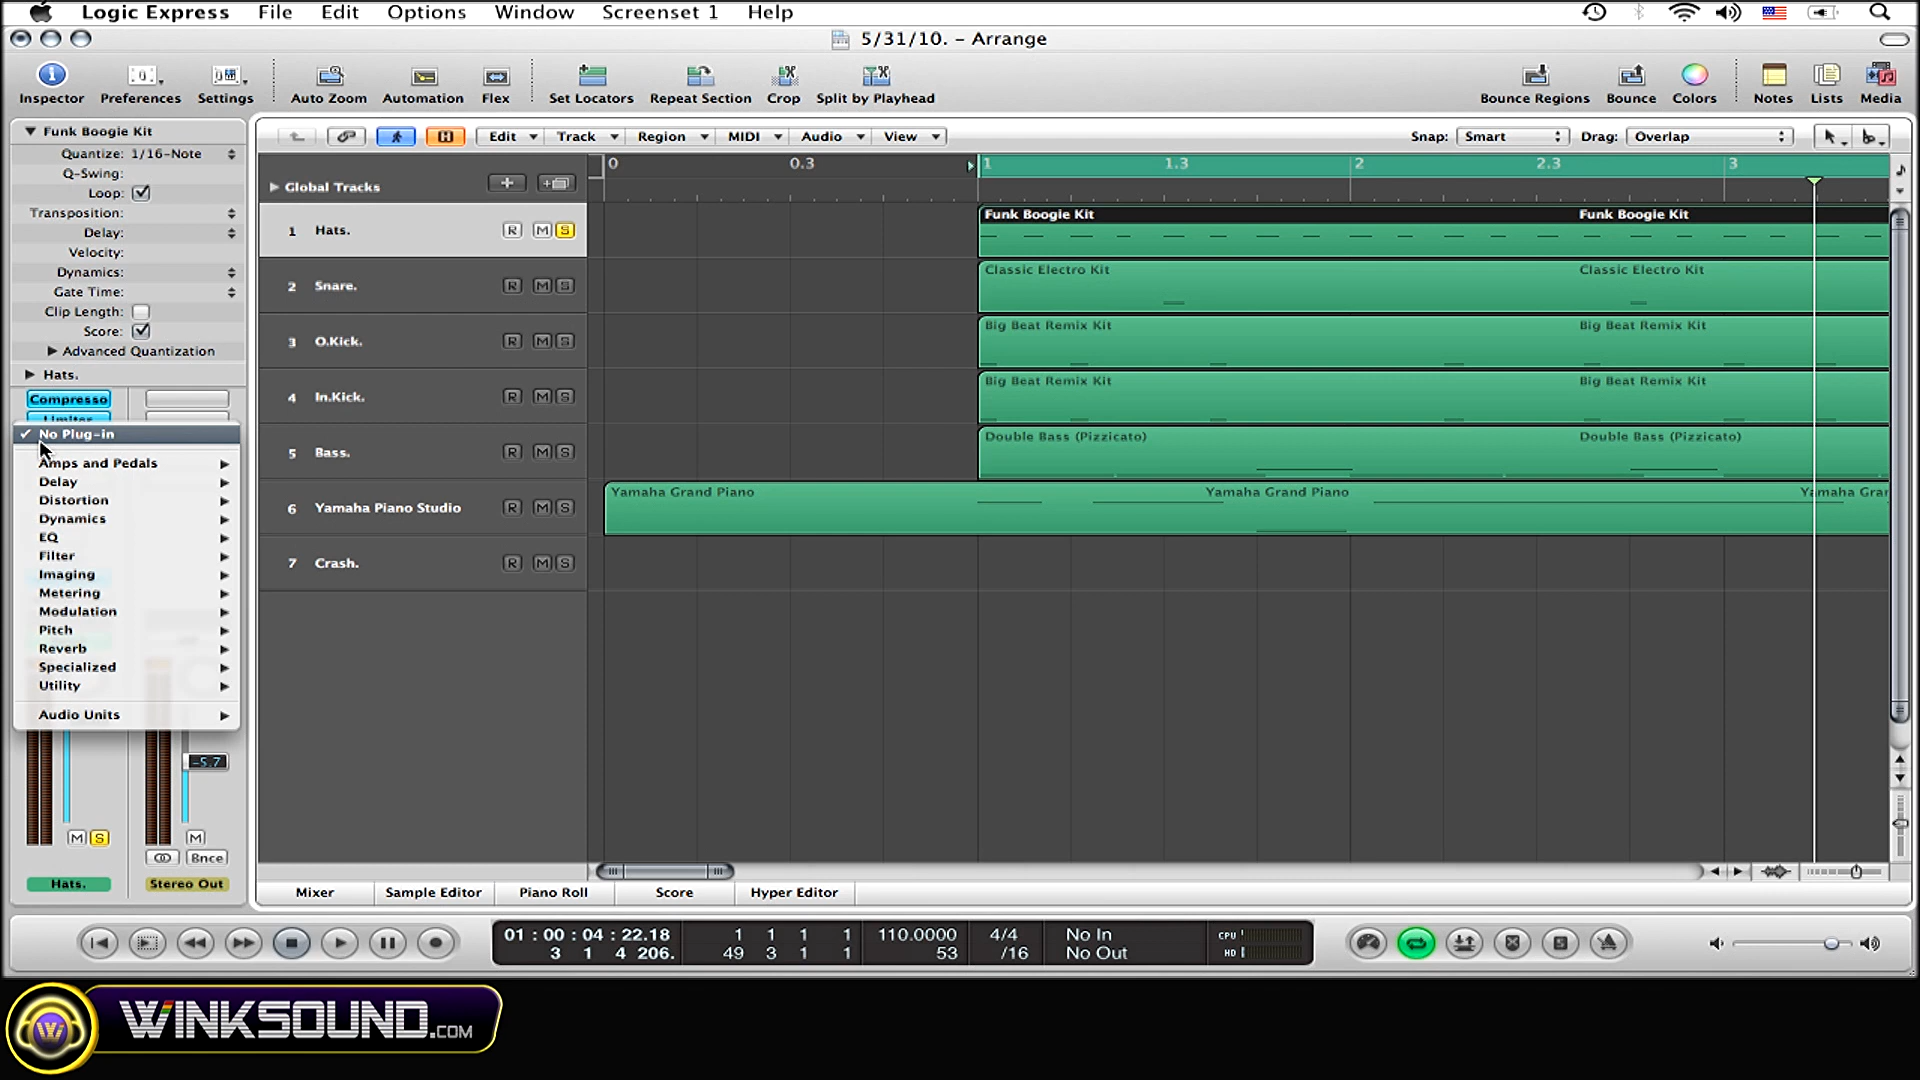 Logic Express File Edit Options Window Screenset 1 Help
5/31/10. - Arrange
Inspector Preferences Settings Auto Zoom Automation Flex Set Locators Repeat Section Crop Split by Playhead Bounce Regions Bounce Colors Notes Lists Media
Funk Boogie Kit
Quantize: 1/16-Note
Q-Swing:
Loop:
Transposition:
Delay:
Velocity:
Dynamics:
Gate Time:
Clip Length:
Score:
Advanced Quantization
Hats.
Compresso
Limiter
No Plug-in
Amps and Pedals
Delay
Distortion
Dynamics
EQ
Filter
Imaging
Metering
Modulation
Pitch
Reverb
Specialized
Utility
Audio Units
-5.7
M S M
Bnce
Hats. Stereo Out
Edit Track Region MIDI Audio View Snap: Smart Drag: Overlap
0 0.3 1 1.3 2 2.3 3
Global Tracks
1 Hats. R M S Funk Boogie Kit Funk Boogie Kit
2 Snare. R M S Classic Electro Kit Classic Electro Kit
3 O.Kick. R M S Big Beat Remix Kit Big Beat Remix Kit
4 In.Kick. R M S Big Beat Remix Kit Big Beat Remix Kit
5 Bass. R M S Double Bass (Pizzicato) Double Bass (Pizzicato)
6 Yamaha Piano Studio R M S Yamaha Grand Piano Yamaha Grand Piano Yamaha Gran
7 Crash. R M S
Mixer Sample Editor Piano Roll Score Hyper Editor
01 : 00 : 04 : 22.18 1 1 1 1 110.0000 4/4 No In CPU
3 1 4 206. 49 3 1 1 53 /16 No Out HD
W WINKSOUND.COM